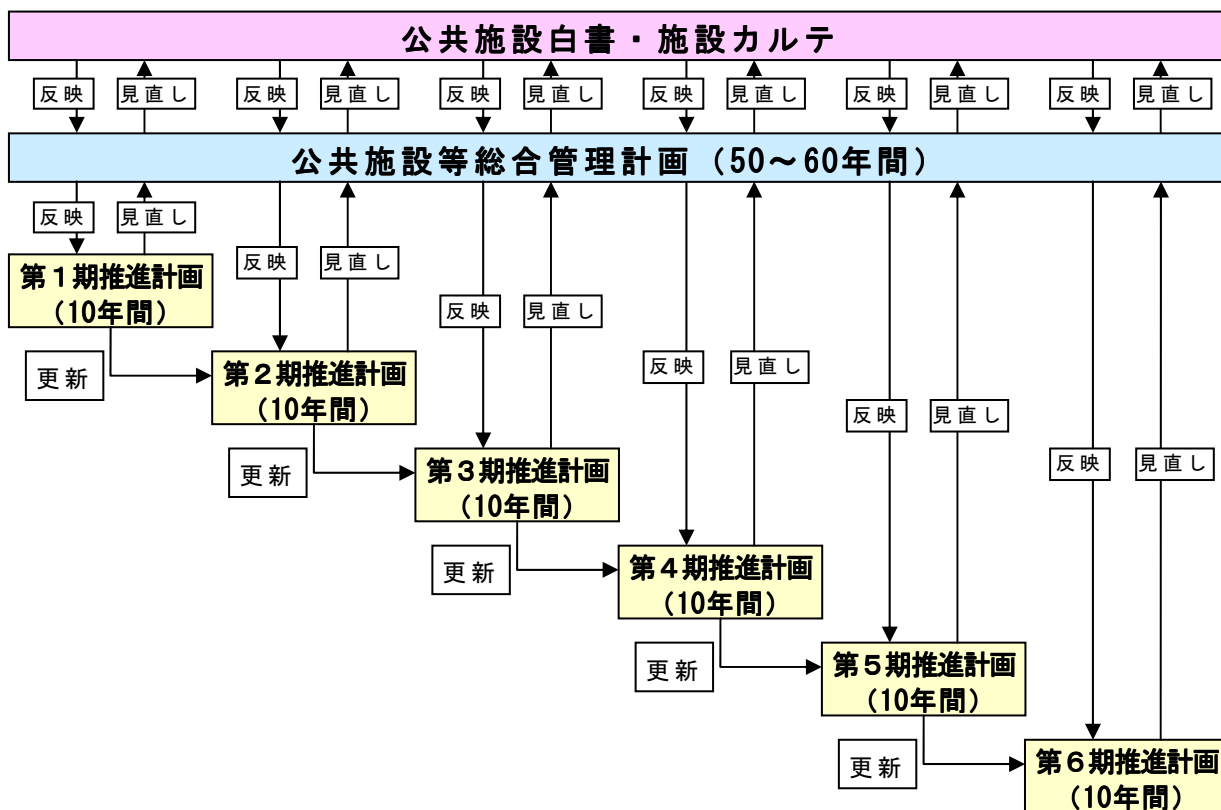 公共施設白書・施設カルテ
反映 見直し 反映 見直し 反映 見直し 反映 見直し 反映 見直し 反映 見直し
公共施設等総合管理計画（50～60年間）
反映 見直し
第１期推進計画
（10年間）
反映 見直し
更新
第２期推進計画
（10年間）
反映 見直し
更新
第３期推進計画
（10年間）
反映 見直し
更新
第４期推進計画
（10年間）
反映 見直し
更新
第５期推進計画
（10年間）
反映 見直し
更新
第６期推進計画
（10年間）